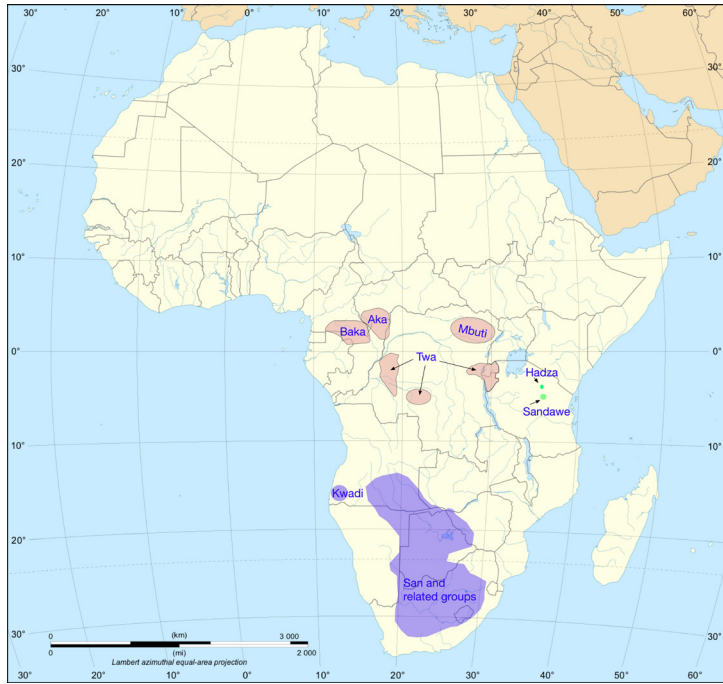 30° 20° 10° 0° 10° 20° 30° 40° 50° 60°
30° 30°
20° 20°
10° 10°
Aka
Baka
Mbuti
0° Twa 0°
Hadza
Sandawe
10° 10°
Kwadi
20° 20°
San and
related groups
30° 30°
0 (km) 3 000
0 (mi) 2 000
Lambert azimuthal equal-area projection
30° 20° 10° 0° 10° 20° 30° 40° 50° 60°